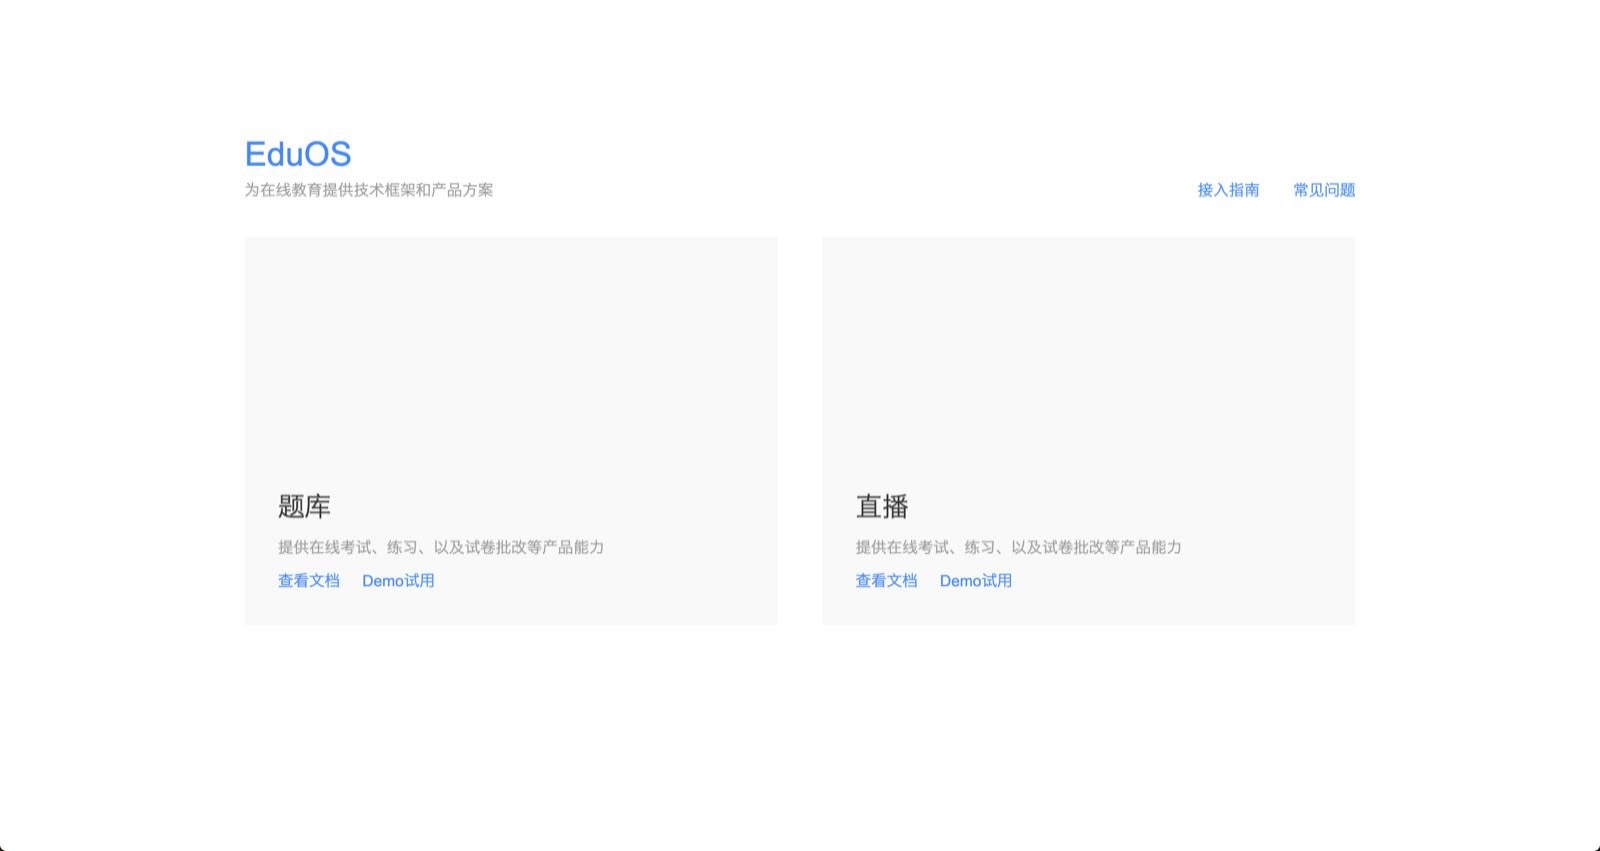 EduOS
为在线教育提供技术框架和产品方案
接入指南 常见问题
题库
提供在线考试、练习、以及试卷批改等产品能力
查看文档 Demo试用
直播
提供在线考试、练习、以及试卷批改等产品能力
查看文档 Demo试用